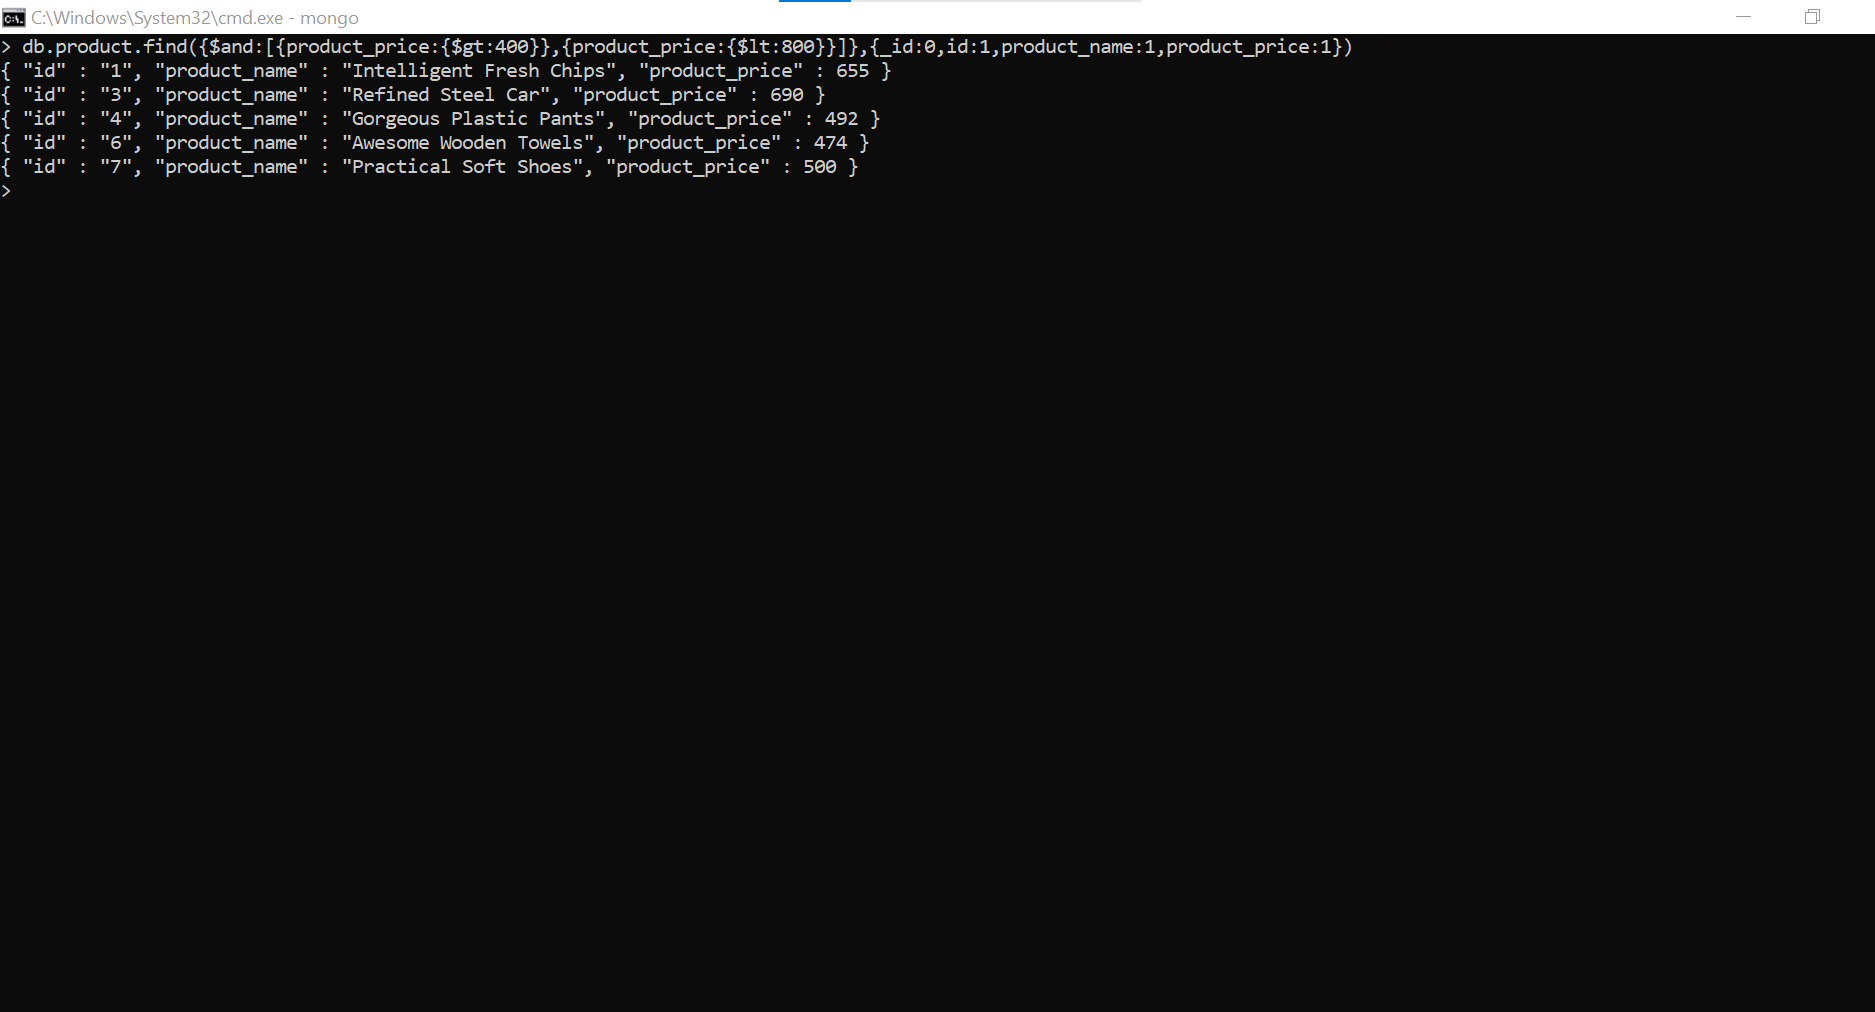 C:\Windows\System32\cmd.exe - mongo
> db.product.find({$and:[{product_price:{$gt:400}},{product_price:{$lt:800}}]},{_id:0,id:1,product_name:1,product_price:1})
{ "id" : "1", "product_name" : "Intelligent Fresh Chips", "product_price" : 655 }
{ "id" : "3", "product_name" : "Refined Steel Car", "product_price" : 690 }
{ "id" : "4", "product_name" : "Gorgeous Plastic Pants", "product_price" : 492 }
{ "id" : "6", "product_name" : "Awesome Wooden Towels", "product_price" : 474 }
{ "id" : "7", "product_name" : "Practical Soft Shoes", "product_price" : 500 }
>